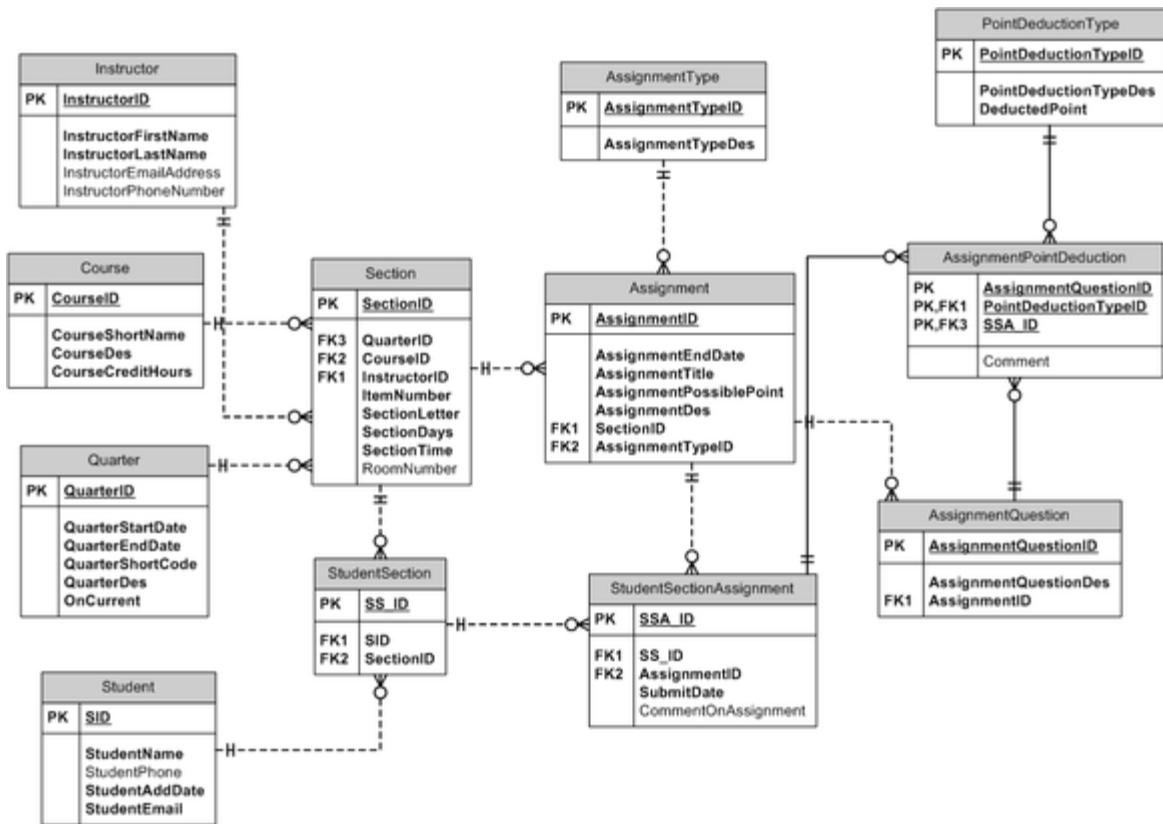 PointDeductionType
PK PointDeductionTypeID
PointDeductionTypeDes
DeductedPoint
Instructor
PK InstructorID
InstructorFirstName
InstructorLastName
InstructorEmailAddress
InstructorPhoneNumber
AssignmentType
PK AssignmentTypeID
AssignmentTypeDes
Course
PK CourseID
CourseShortName
CourseDes
CourseCreditHours
Section
PK SectionID
FK3 QuarterID
FK2 CourseID
FK1 InstructorID
ItemNumber
SectionLetter
SectionDays
SectionTime
RoomNumber
Assignment
PK AssignmentID
AssignmentEndDate
AssignmentTitle
AssignmentPossiblePoint
AssignmentDes
FK1 SectionID
FK2 AssignmentTypeID
AssignmentPointDeduction
PK AssignmentQuestionID
PK,FK1 PointDeductionTypeID
PK,FK3 SSA_ID
Comment
Quarter
PK QuarterID
QuarterStartDate
QuarterEndDate
QuarterShortCode
QuarterDes
OnCurrent
StudentSection
PK SS_ID
FK1 SID
FK2 SectionID
StudentSectionAssignment
PK SSA_ID
FK1 SS_ID
FK2 AssignmentID
SubmitDate
CommentOnAssignment
AssignmentQuestion
PK AssignmentQuestionID
AssignmentQuestionDes
FK1 AssignmentID
Student
PK SID
StudentName
StudentPhone
StudentAddDate
StudentEmail